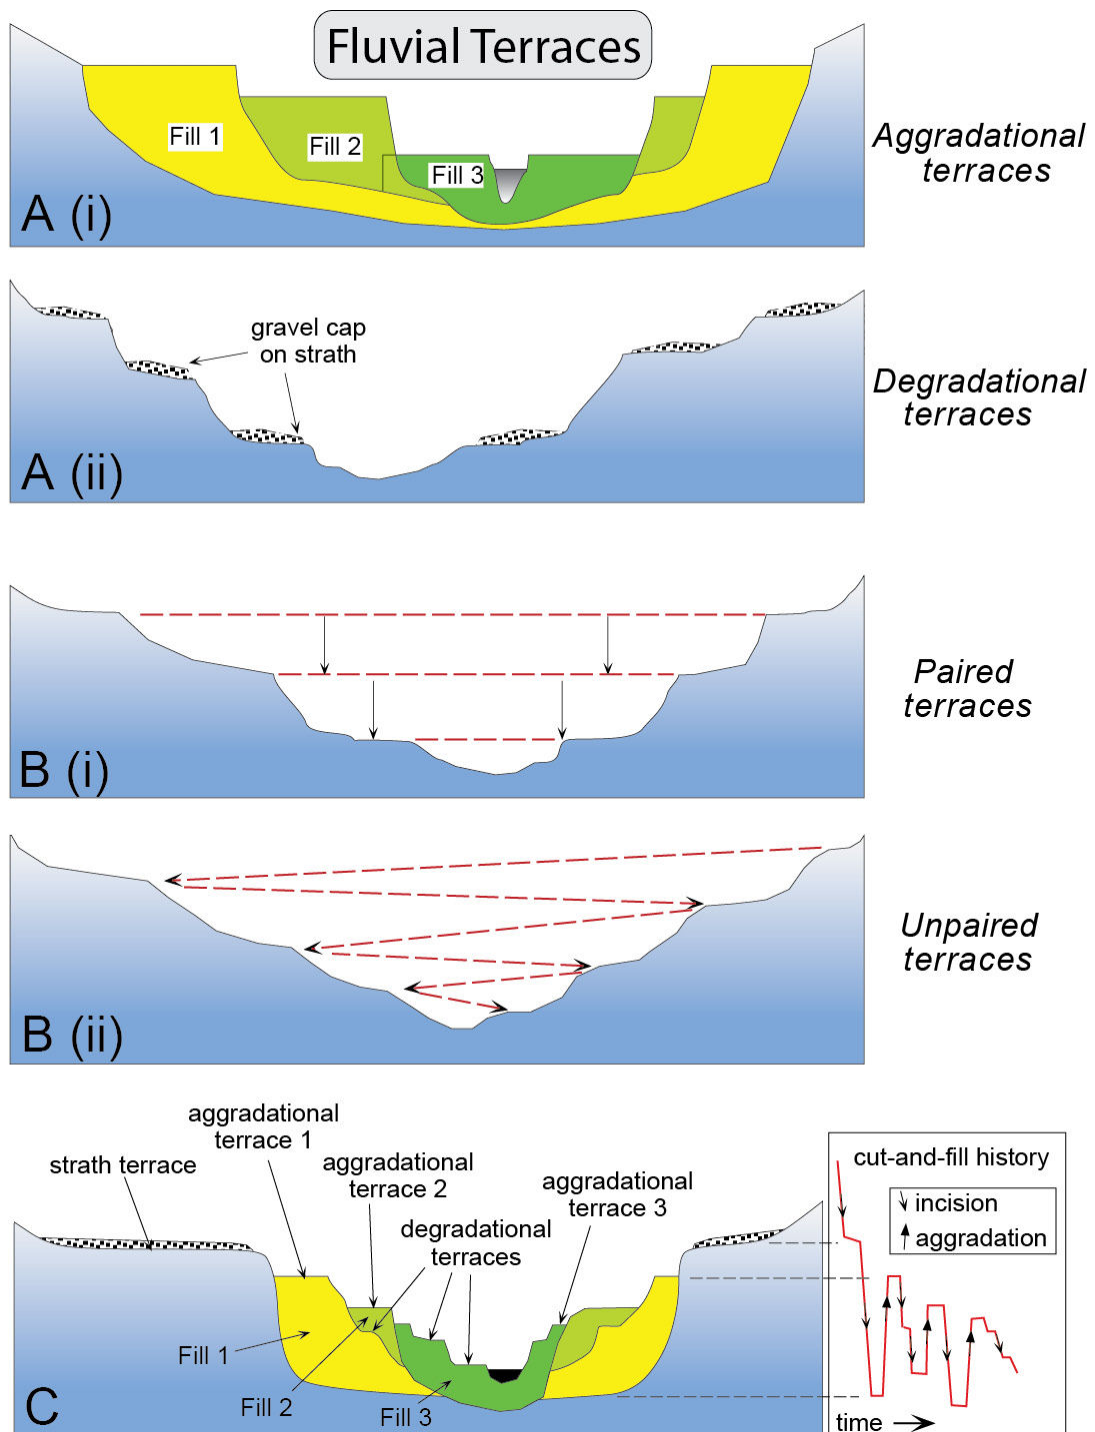 Fluvial Terraces
Fill 1
Fill 2
Fill 3
Aggradational
terraces
A (i)
gravel cap
on strath
Degradational
terraces
A (ii)
Paired
terraces
B (i)
Unpaired
terraces
B (ii)
aggradational
terrace 1
strath terrace
aggradational
terrace 2
aggradational
terrace 3
degradational
terraces
cut-and-fill history
incision
aggradation
Fill 1
Fill 2
Fill 3
C
time